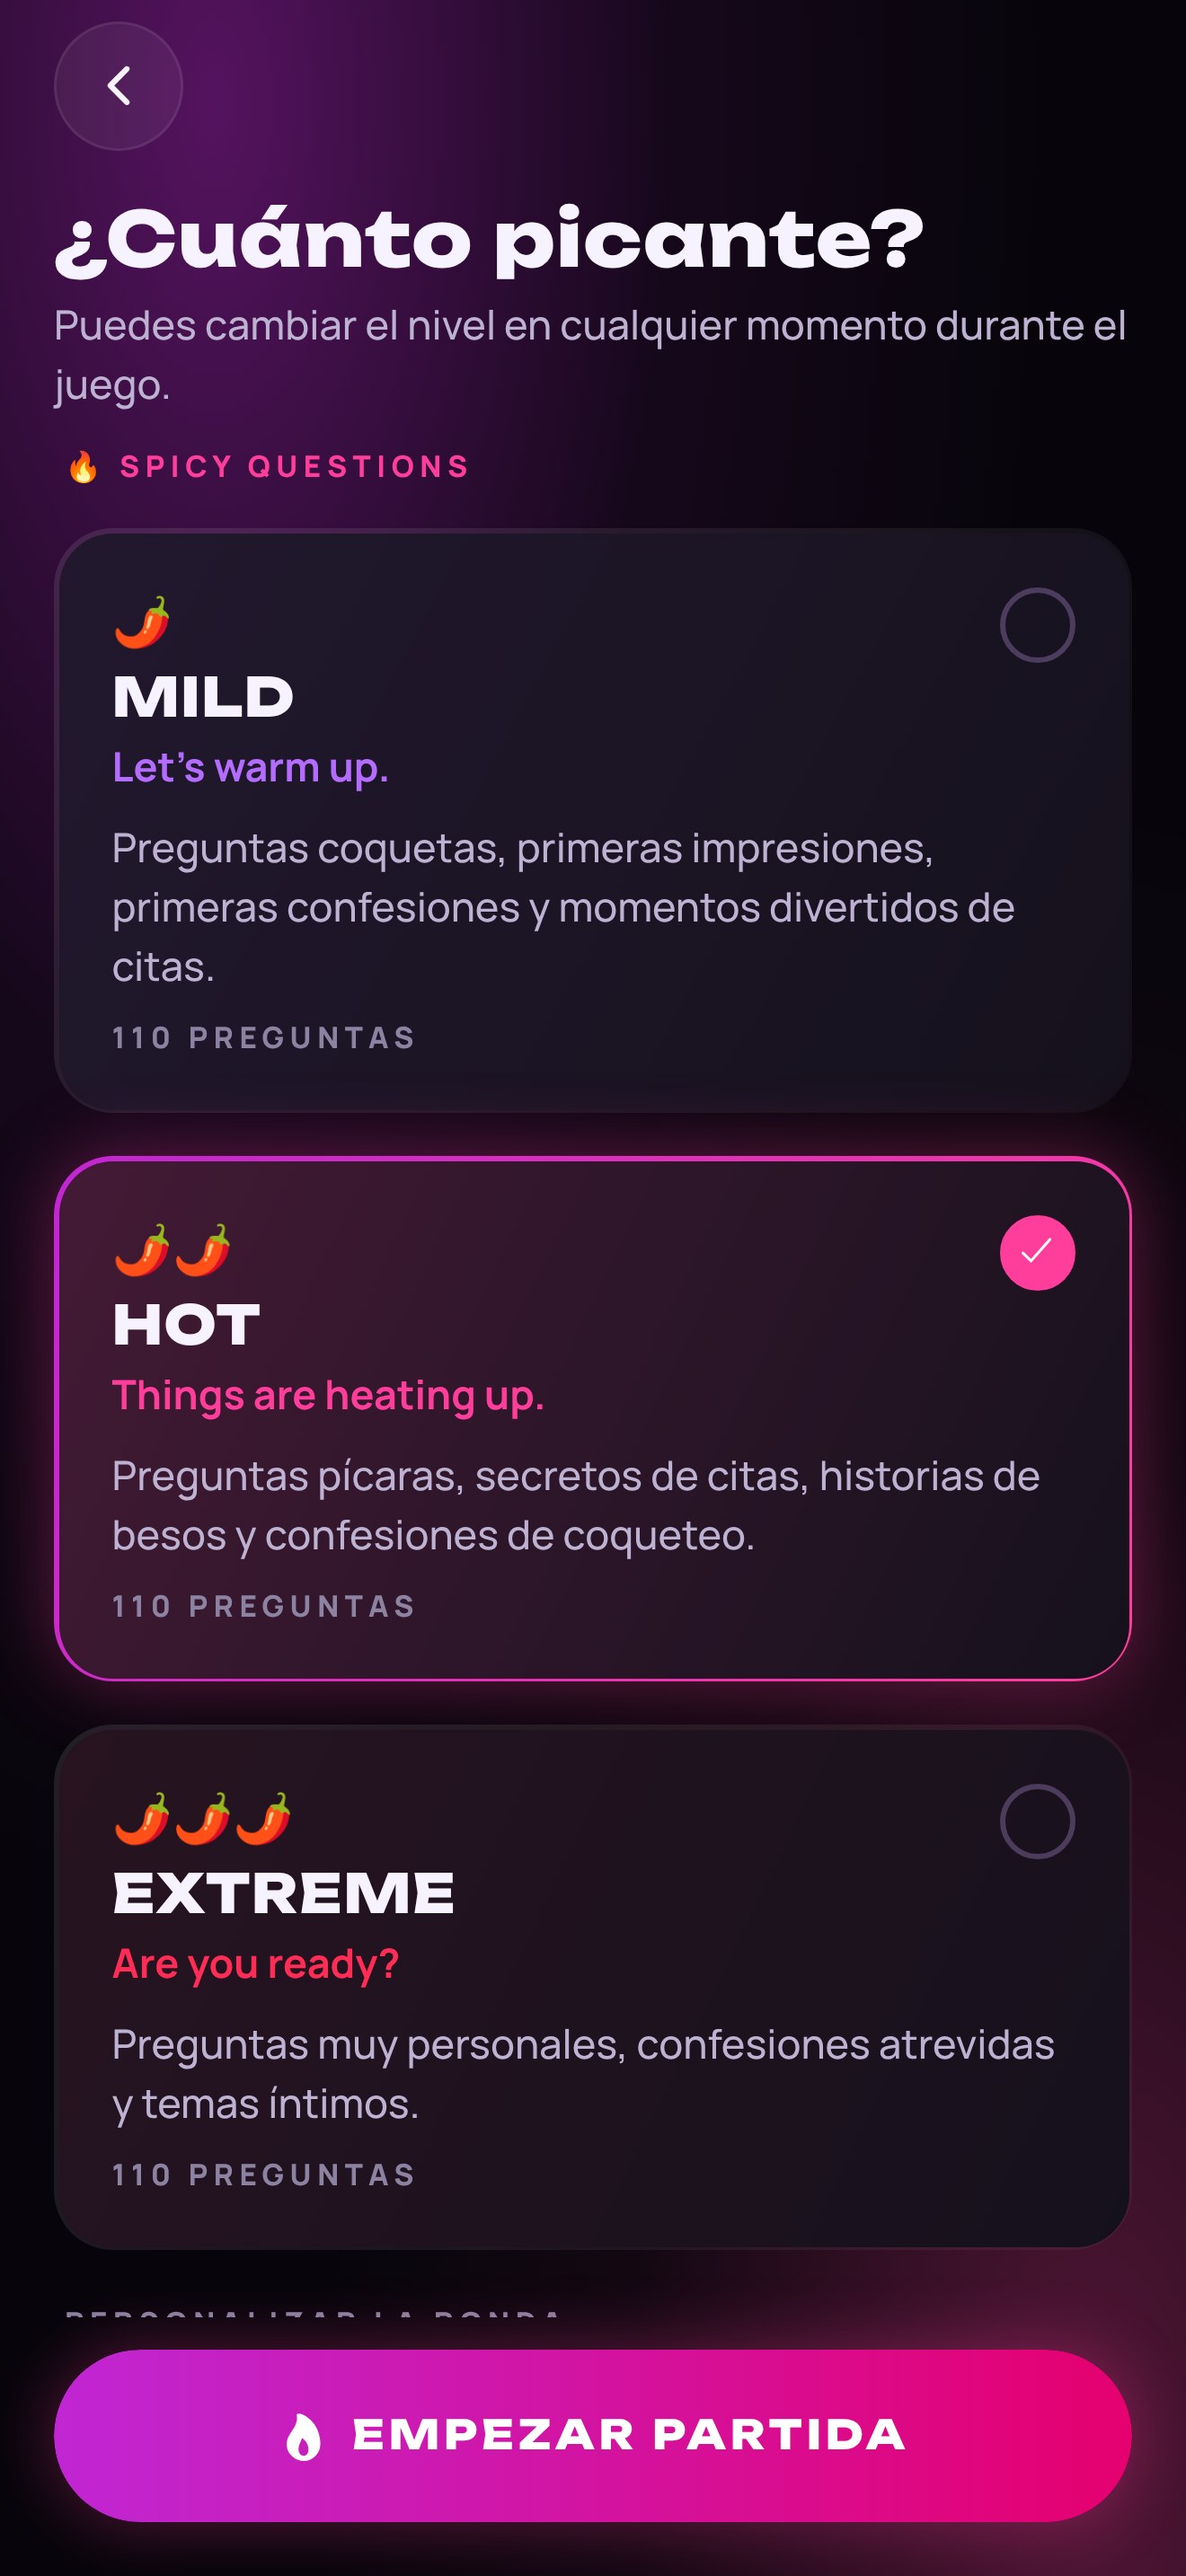 ¿Cuánto picante?
Puedes cambiar el nivel en cualquier momento durante el
juego.
🔥 SPICY QUESTIONS
🌶️
MILD
Let's warm up.
Preguntas coquetas, primeras impresiones,
primeras confesiones y momentos divertidos de
citas.
110 PREGUNTAS
🌶️🌶️
HOT
Things are heating up.
Preguntas pícaras, secretos de citas, historias de
besos y confesiones de coqueteo.
110 PREGUNTAS
🌶️🌶️🌶️
EXTREME
Are you ready?
Preguntas muy personales, confesiones atrevidas
y temas íntimos.
110 PREGUNTAS
PERSONALIZAR LA RONDA
EMPEZAR PARTIDA